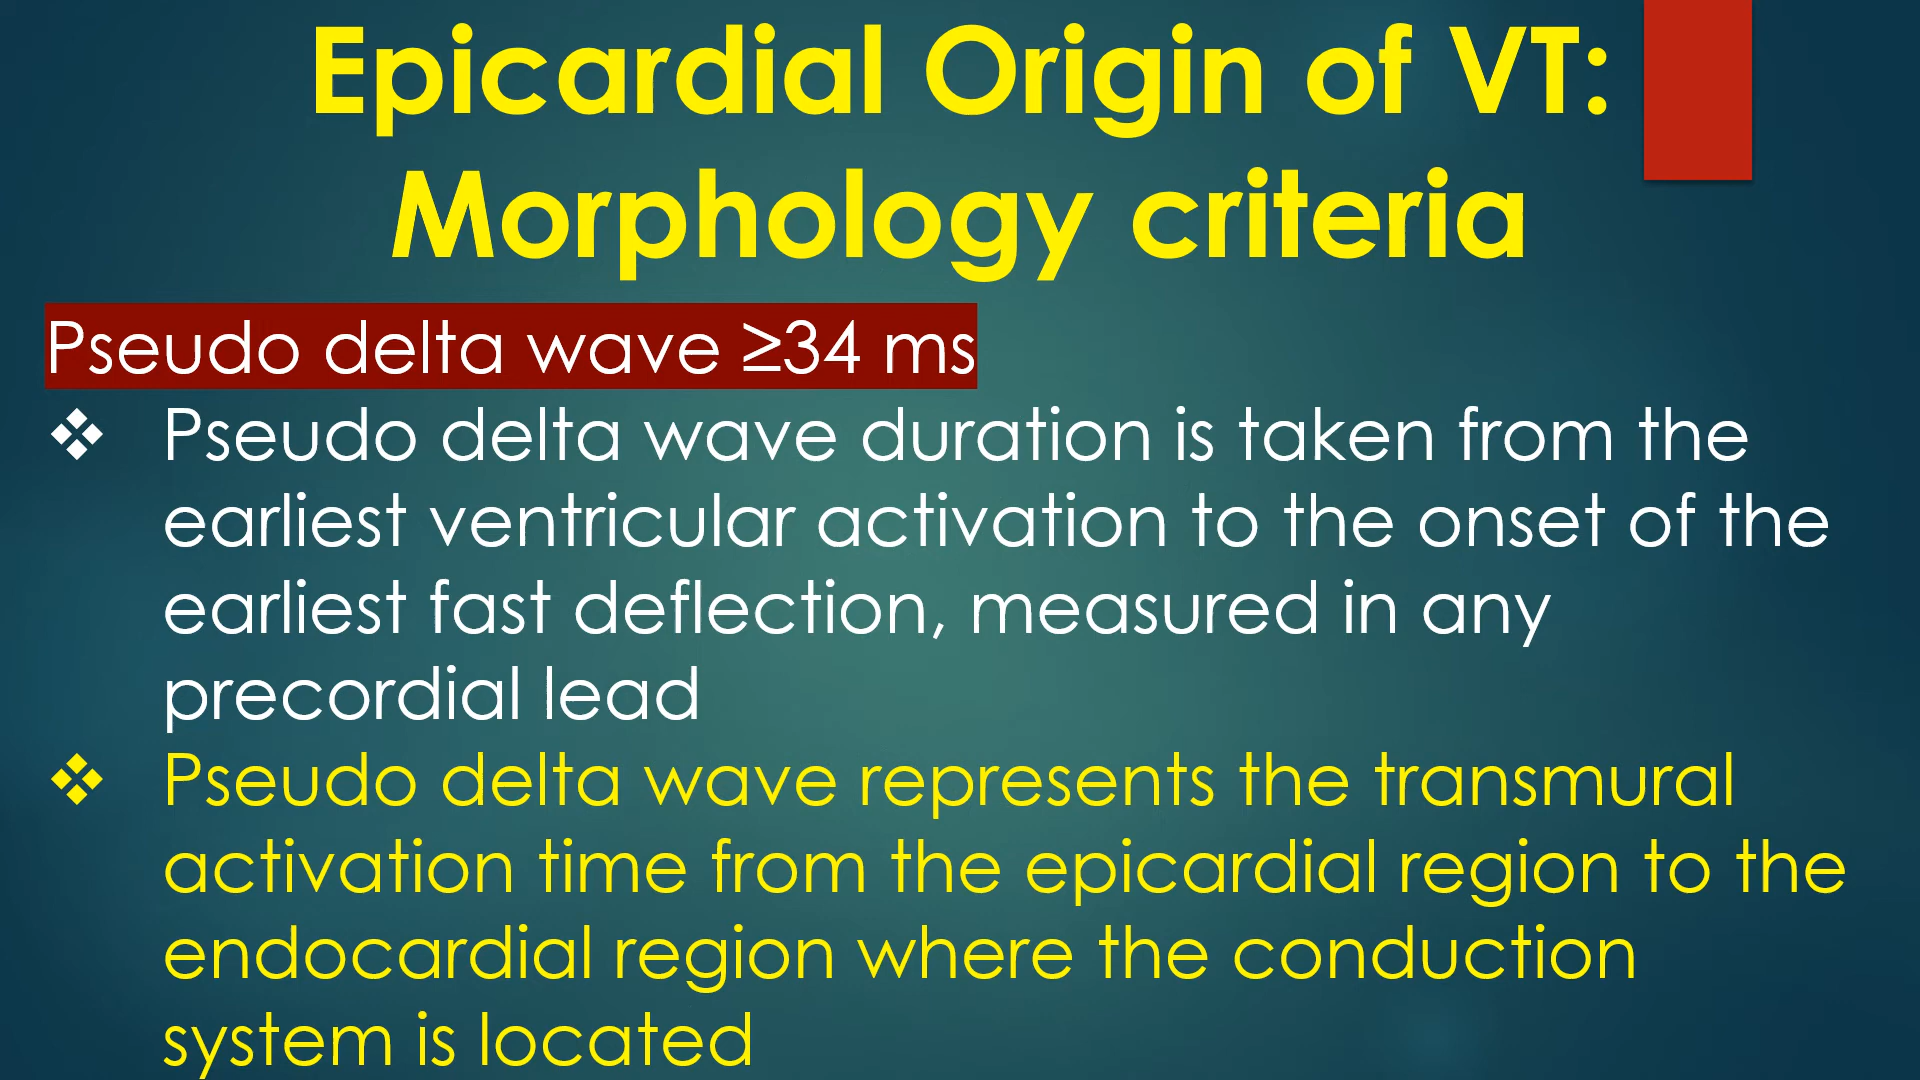 Epicardial Origin of VT:
Morphology criteria
Pseudo delta wave ≥34 ms
❖ Pseudo delta wave duration is taken from the
earliest ventricular activation to the onset of the
earliest fast deflection, measured in any
precordial lead
❖ Pseudo delta wave represents the transmural
activation time from the epicardial region to the
endocardial region where the conduction
system is located